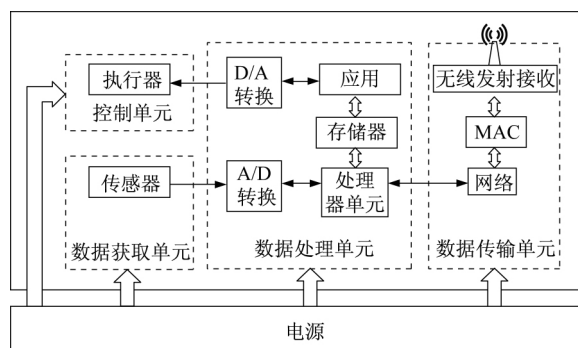 执行器
控制单元
D/A
转换
应用
存储器
无线发射接收
MAC
传感器
数据获取单元
A/D
转换
处理
器单元
数据处理单元
网络
数据传输单元
电源